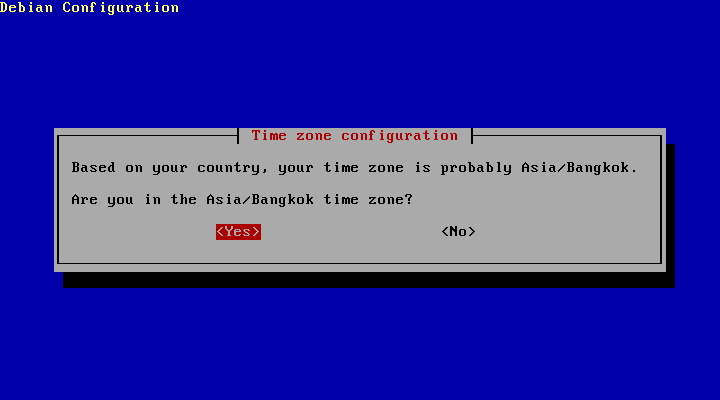 Debian Configuration
Time zone configuration
Based on your country, your time zone is probably Asia/Bangkok.
Are you in the Asia/Bangkok time zone?
<Yes> <No>